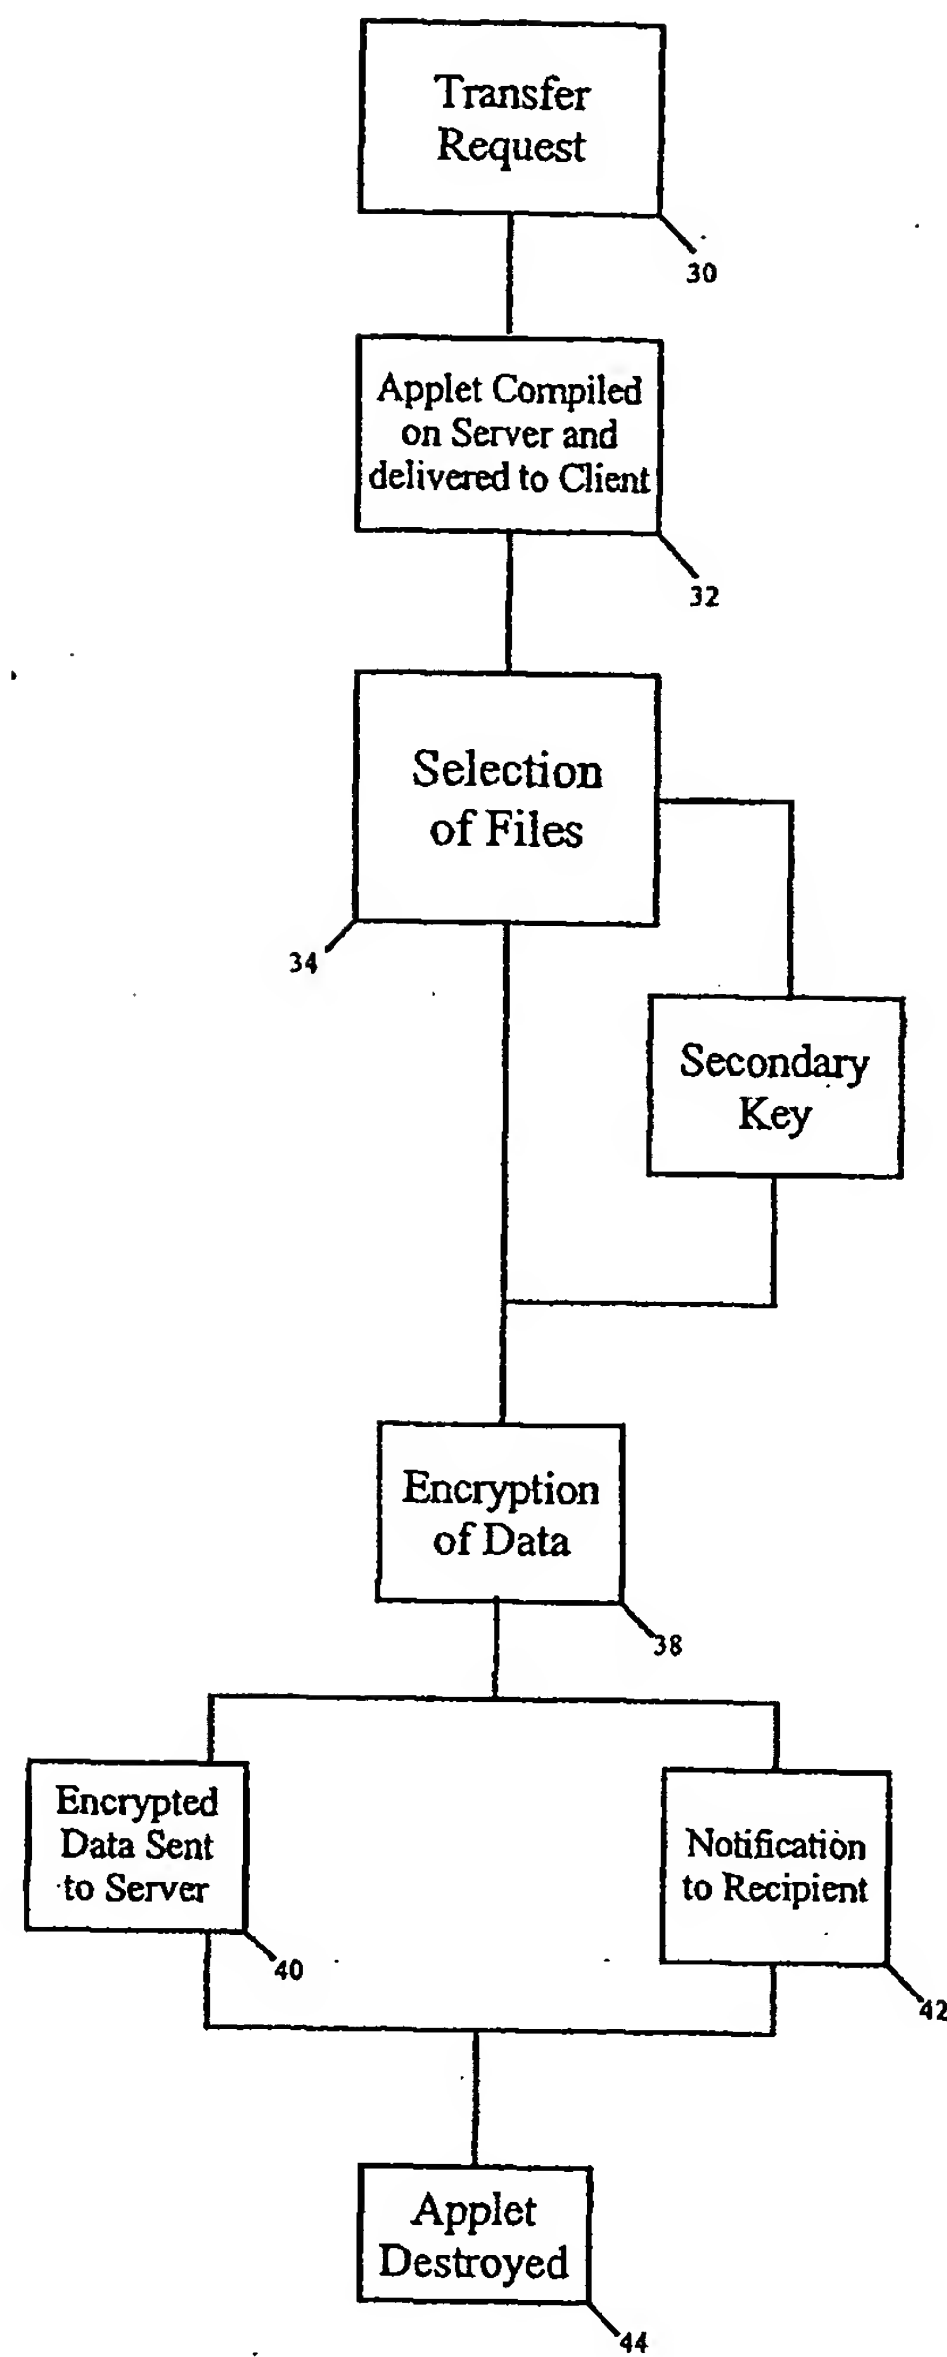 Transfer
Request
30
Applet Compiled
on Server and
delivered to Client
32
Selection
of Files
34
Secondary
Key
Encryption
of Data
38
Encrypted
Data Sent
to Server
40
Notification
to Recipient
42
Applet
Destroyed
44